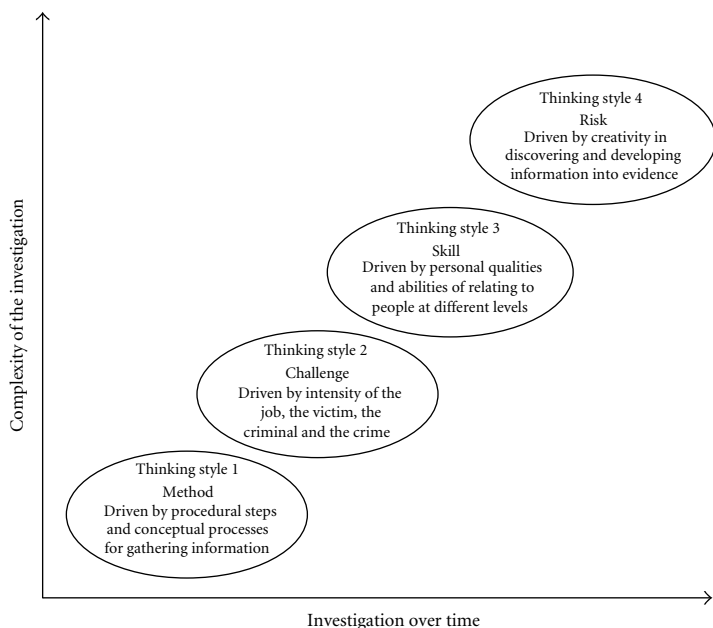 Complexity of the investigation
Thinking style 4
Risk
Driven by creativity in
discovering and developing
information into evidence
Thinking style 3
Skill
Driven by personal qualities
and abilities of relating to
people at different levels
Thinking style 2
Challenge
Driven by intensity of the
job, the victim, the
criminal and the crime
Thinking style 1
Method
Driven by procedural steps
and conceptual processes
for gathering information
Investigation over time